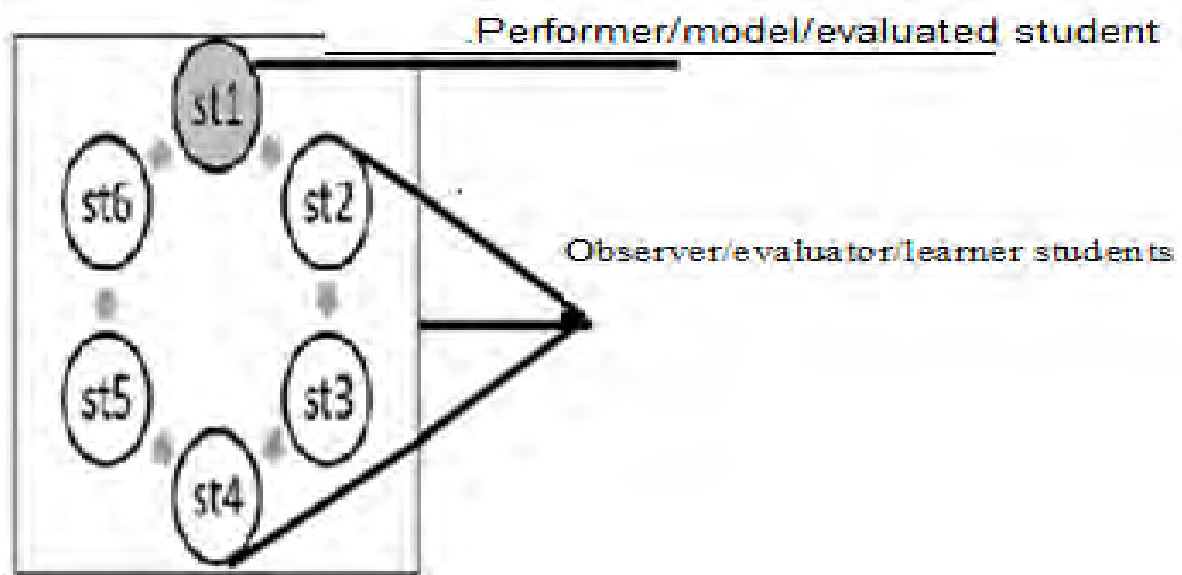 .Performer/model/evaluated student
st1
st6
st2
Observer/evaluator/learner students
st5
st3
st4